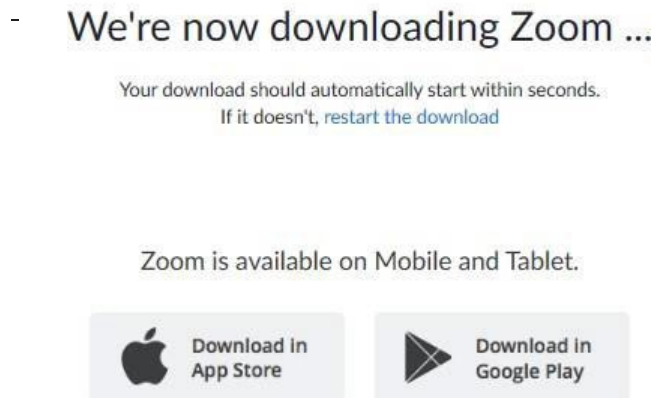 We're now downloading Zoom ...
Your download should automatically start within seconds.
If it doesn't, restart the download
Zoom is available on Mobile and Tablet.
Download in
App Store
Download in
Google Play